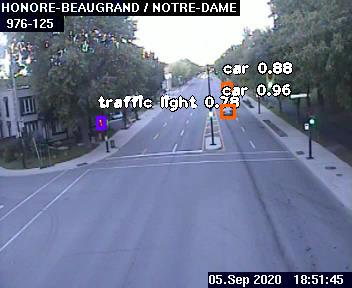 HONORE-BEAUGRAND / NOTRE-DAME
976-125
car 0.88
car 0.96
traffic light 0.78
05.Sep 2020 18:51:45